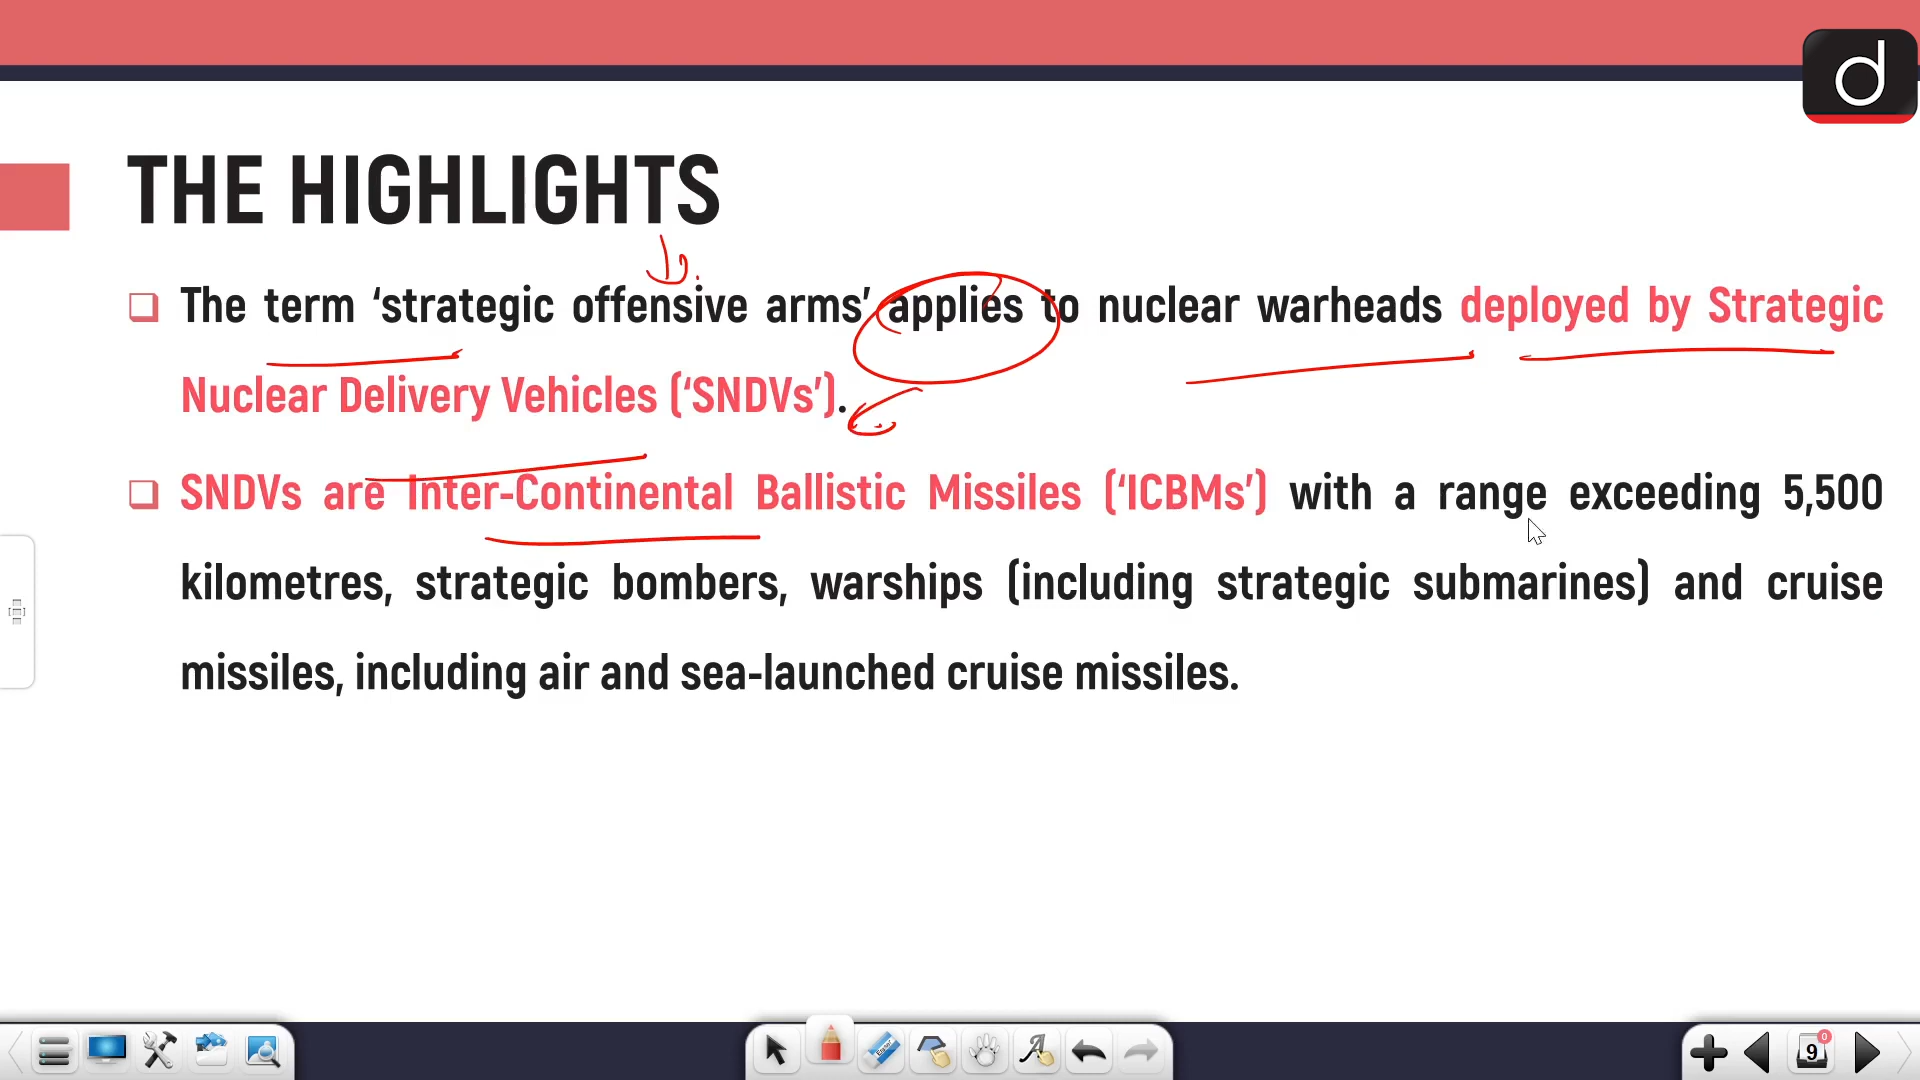 d
THE HIGHLIGHTS
❑ The term ‘strategic offensive arms’ applies to nuclear warheads deployed by Strategic
Nuclear Delivery Vehicles (‘SNDVs’).
❑ SNDVs are Inter-Continental Ballistic Missiles (‘ICBMs’) with a range exceeding 5,500
kilometres, strategic bombers, warships (including strategic submarines) and cruise
missiles, including air and sea-launched cruise missiles.
9
0